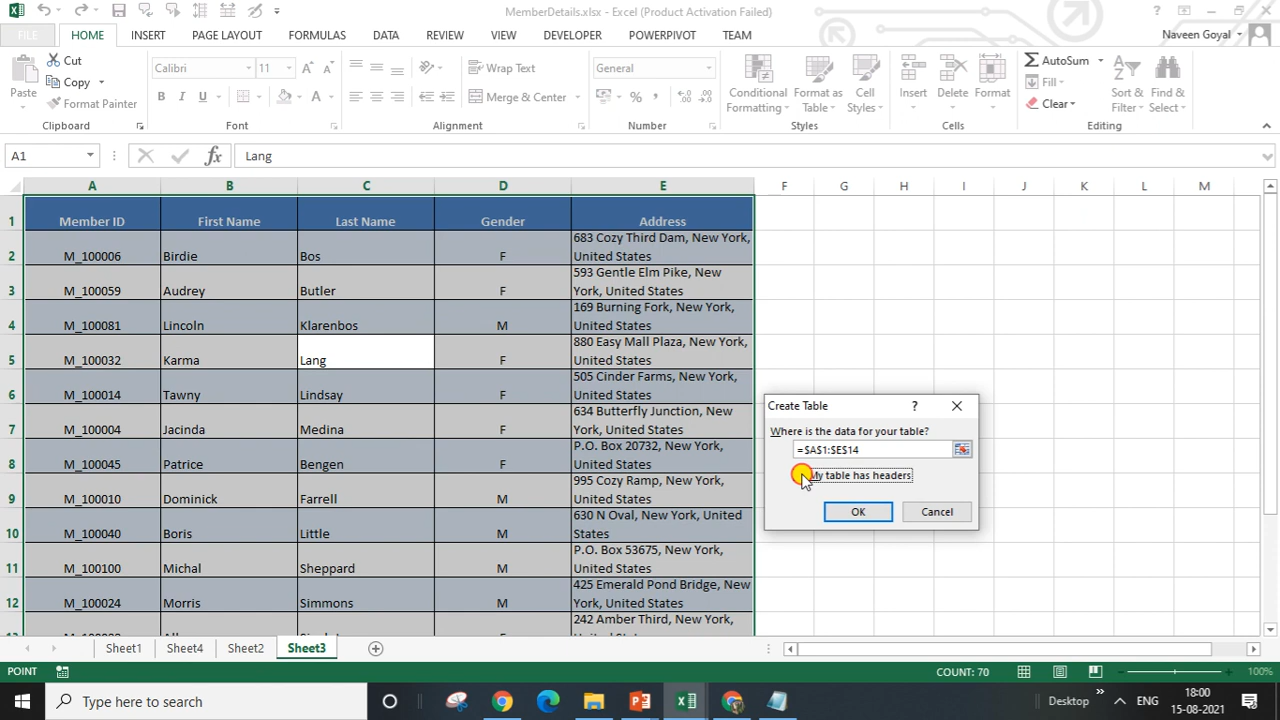 MemberDetails.xlsx - Excel (Product Activation Failed)
FILE HOME INSERT PAGE LAYOUT FORMULAS DATA REVIEW VIEW DEVELOPER POWERPIVOT TEAM Naveen Goyal
Cut
Copy
Format Painter
Paste
Clipboard
Calibri 11
B I U
Font
Wrap Text
Merge & Center
Alignment
General
%
Number
Conditional Formatting
Format as Table
Cell Styles
Styles
Insert Delete Format
Cells
AutoSum
Fill
Clear
Sort & Filter
Find & Select
Editing
A1 fx Lang
A B C D E F G H I J K L M
1 Member ID First Name Last Name Gender Address
2 M_100006 Birdie Bos F 683 Cozy Third Dam, New York, United States
3 M_100059 Audrey Butler F 593 Gentle Elm Pike, New York, United States
4 M_100081 Lincoln Klarenbos M 169 Burning Fork, New York, United States
5 M_100032 Karma Lang F 880 Easy Mall Plaza, New York, United States
6 M_100014 Tawny Lindsay F 505 Cinder Farms, New York, United States
7 M_100004 Jacinda Medina F 634 Butterfly Junction, New York, United States
8 M_100045 Patrice Bengen F P.O. Box 20732, New York, United States
9 M_100010 Dominick Farrell M 995 Cozy Ramp, New York, United States
10 M_100040 Boris Little M 630 N Oval, New York, United States
11 M_100100 Michal Sheppard M P.O. Box 53675, New York, United States
12 M_100024 Morris Simmons M 425 Emerald Pond Bridge, New York, United States
242 Amber Third, New York,
Create Table ?
Where is the data for your table?
=$A$1:$E$14
My table has headers
OK Cancel
Sheet1 Sheet4 Sheet2 Sheet3
POINT COUNT: 70 100%
Type here to search Desktop ENG 18:00
15-08-2021